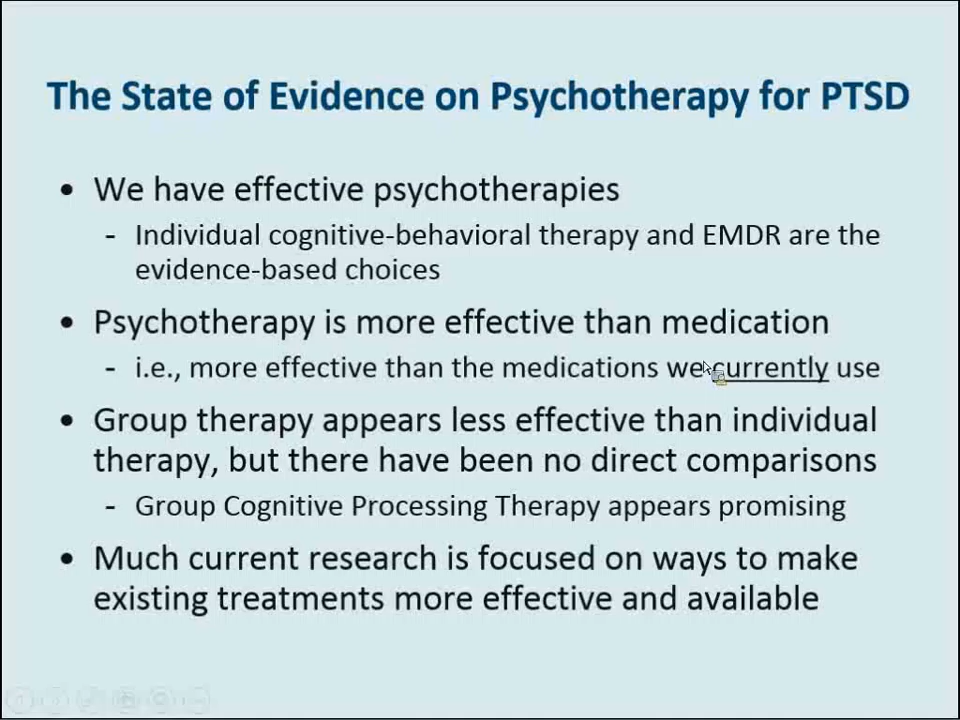 The State of Evidence on Psychotherapy for PTSD
• We have effective psychotherapies
- Individual cognitive-behavioral therapy and EMDR are the
evidence-based choices
• Psychotherapy is more effective than medication
- i.e., more effective than the medications we currently use
• Group therapy appears less effective than individual
therapy, but there have been no direct comparisons
- Group Cognitive Processing Therapy appears promising
• Much current research is focused on ways to make
existing treatments more effective and available